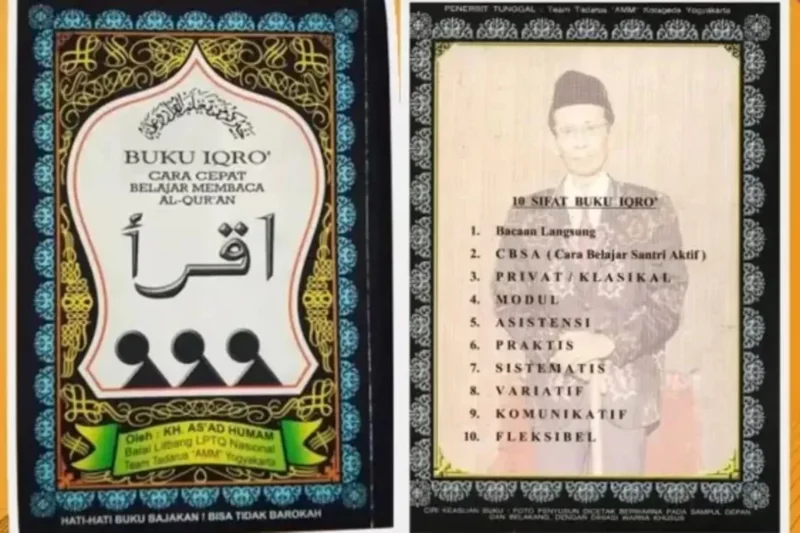 BUKU IQRO'
CARA CEPAT
BELAJAR MEMBACA
AL-QUR'AN
اقرأ
Oleh : KH. AS'AD HUMAM
Balai Litbang LPTQ Nasional
Team Tadarus "AMM" Yogyakarta
HATI-HATI BUKU BAJAKAN ! BISA TIDAK BAROKAH
PENERBIT TUNGGAL : Team Tadarus "AMM" Kotagede Yogyakarta
10 SIFAT BUKU IQRO'
1. Bacaan Langsung
2. CBSA ( Cara Belajar Santri Aktif )
3. PRIVAT / KLASIKAL
4. MODUL
5. ASISTENSI
6. PRAKTIS
7. SISTEMATIS
8. VARIATIF
9. KOMUNIKATIF
10. FLEKSIBEL
CIRI KEASLIAN BUKU : FOTO PENYUSUN DICETAK BERWARNA PADA SAMPUL DEPAN
DAN BELAKANG, DENGAN DIBASI WARNA KHUSUS